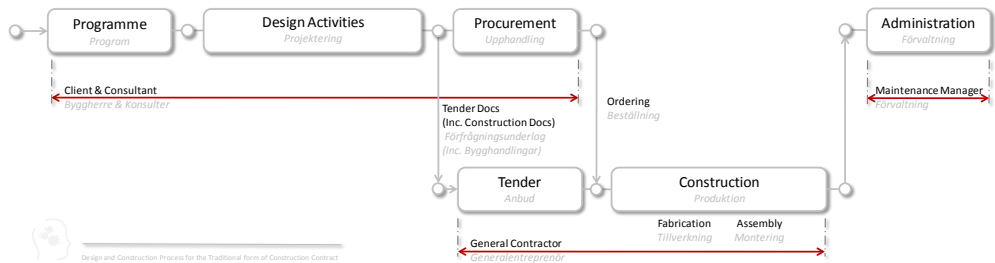 Programme
Program
Design Activities
Projektering
Procurement
Upphandling
Administration
Förvaltning
Client & Consultant
Byggherre & Konsulter
Maintenance Manager
Förvaltning
Tender Docs
(Inc. Construction Docs)
Förfrågningsunderlag
(Inc. Bygghandlingar)
Ordering
Beställning
Tender
Anbud
Construction
Produktion
Fabrication
Tillverkning
Assembly
Montering
General Contractor
Generalentreprenör
Design and Construction Process for the Traditional form of Construction Contract